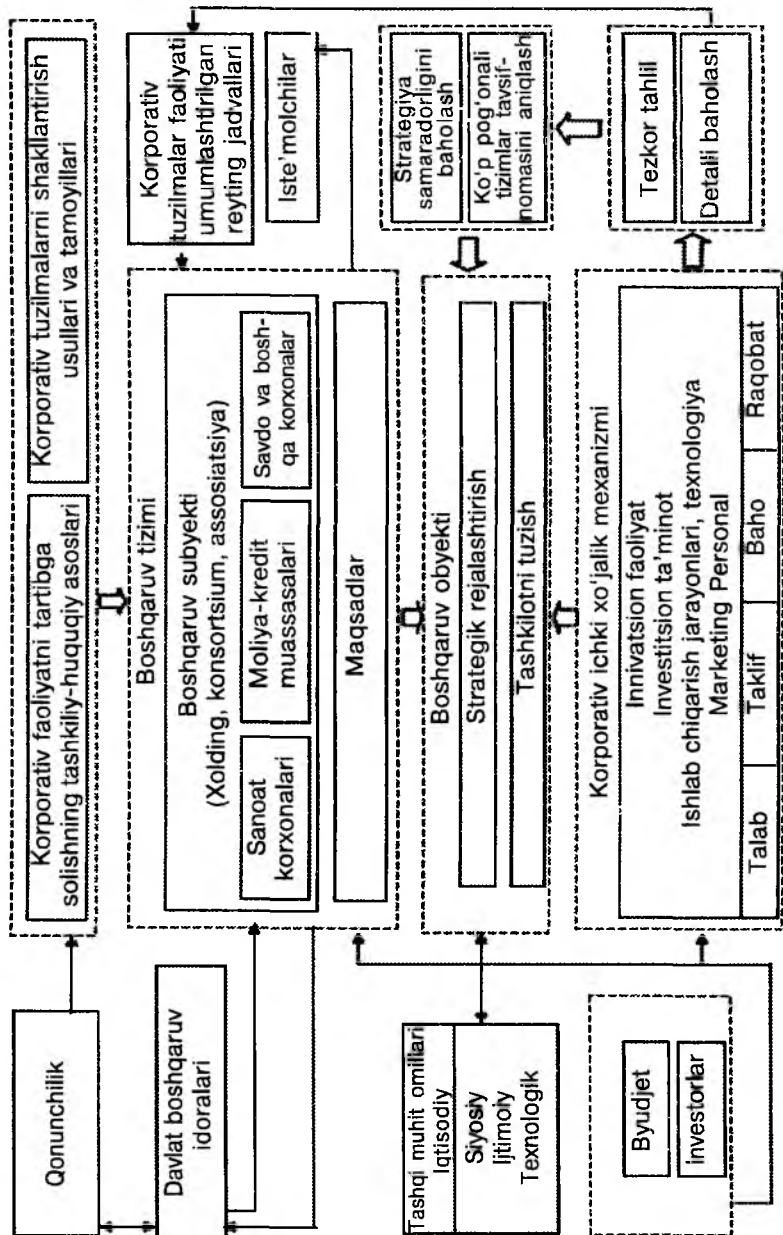 Qonunchilik
Davlat boshqaruv
idoralari
Tashqi muhit omillari
Iqtisodiy
Siyosiy
Ijtimoiy
Texnologik
Byudjet
investorlar
Korporativ faoliyatni tartibga
solishning tashkiliy-huquqiy asoslari
Korporativ tuzilmalarni shakllantirish
usullari va tamoyillari
Boshqaruv tizimi
Boshqaruv subyekti
(Xolding, konsortsium, assosiatsiya)
Sanoat
korxonalari
Moliya-kredit
muassasalari
Savdo va bosh-
qa korxonalar
Maqsadlar
Boshqaruv obyekti
Strategik rejalashtirish
Tashkilotni tuzish
Korporativ ichki xo'jalik mexanizmi
Innivatsion faoliyat
Investitsion ta'minot
Ishlab chiqarish jarayonlari, texnologiya
Marketing Personal
Talab
Taklif
Baho
Raqobat
Korporativ
tuzilmalar faoliyati
umumlashtirilgan
reyting jadvallari
Iste'molchilar
Strategiya
samaradorligini
baholash
Ko'p pog'onali
tizimlar tavsif-
nomasini aniqlash
Tezkor tahlil
Detalli baholash